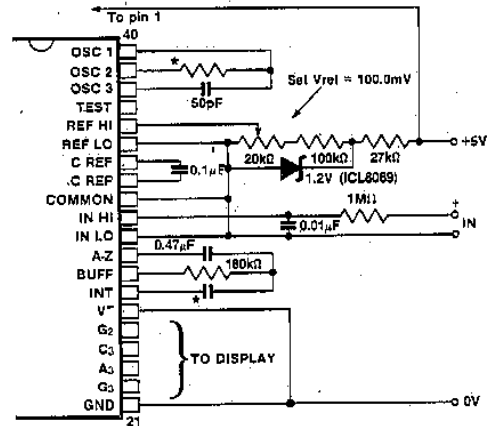 To pin 1
40
OSC 1
OSC 2
*
OSC 3
50pF
Set Vrel = 100.0mV
TEST
REF HI
REF LO
20kΩ
100kΩ
27kΩ
+5V
C REF
0.1µF
1.2V (ICL8069)
C REP
COMMON
1MΩ
+
IN HI
0.01µF
IN
IN LO
0.47µF
A-Z
BUFF
180kΩ
INT
*
V
G2
C3
TO DISPLAY
A3
G3
GND
0V
21